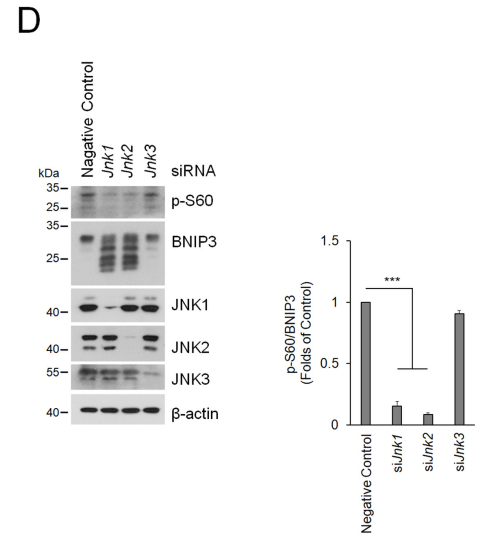 D
Nagative Control
Jnk1
Jnk2
Jnk3
siRNA
kDa
35
25
p-S60
35
25
BNIP3
40
JNK1
40
JNK2
55
JNK3
40
β-actin
p-S60/BNIP3
(Folds of Control)
1.5
1
0.5
0
***
Negative Control
siJnk1
siJnk2
siJnk3